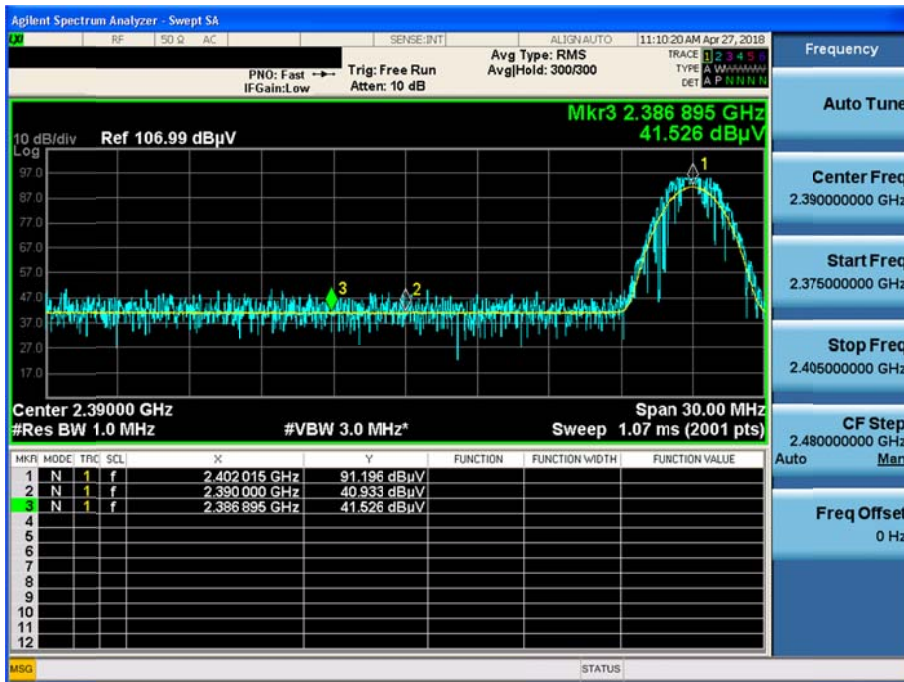 Agilent Spectrum Analyzer - Swept SA
LXI RF 50 Ω AC SENSE:INT ALIGN AUTO 11:10:20 AM Apr 27, 2018
PNO: Fast
IFGain:Low
Trig: Free Run
Atten: 10 dB
Avg Type: RMS
Avg|Hold: 300/300
TRACE 1 2 3 4 5 6
TYPE A W
DET A P N N N N
Mkr3 2.386 895 GHz
41.526 dBµV
10 dB/div Ref 106.99 dBµV
Log
97.0
87.0
77.0
67.0
57.0
47.0
37.0
27.0
17.0
1
2
3
Center 2.39000 GHz Span 30.00 MHz
#Res BW 1.0 MHz #VBW 3.0 MHz* Sweep 1.07 ms (2001 pts)
MKR MODE TRC SCL X Y FUNCTION FUNCTION WIDTH FUNCTION VALUE
1 N 1 f 2.402 015 GHz 91.196 dBµV
2 N 1 f 2.390 000 GHz 40.933 dBµV
3 N 1 f 2.386 895 GHz 41.526 dBµV
4
5
6
7
8
9
10
11
12
MSG STATUS
Frequency
Auto Tune
Center Freq
2.390000000 GHz
Start Freq
2.375000000 GHz
Stop Freq
2.405000000 GHz
CF Step
2.480000000 GHz
Auto Man
Freq Offset
0 Hz